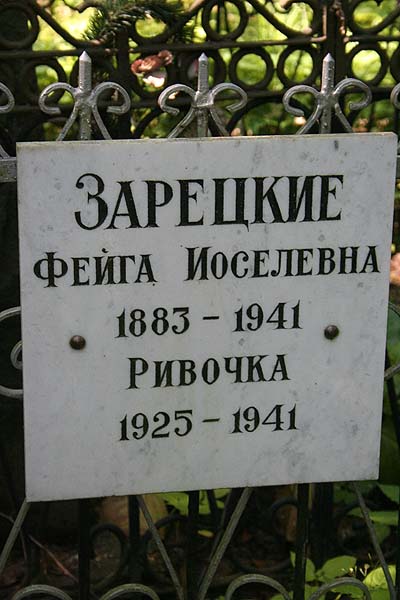 ЗАРЕЦКИЕ
ФЕЙГА ИОСЕЛЕВНА
1883 – 1941
РИВОЧКА
1925 – 1941